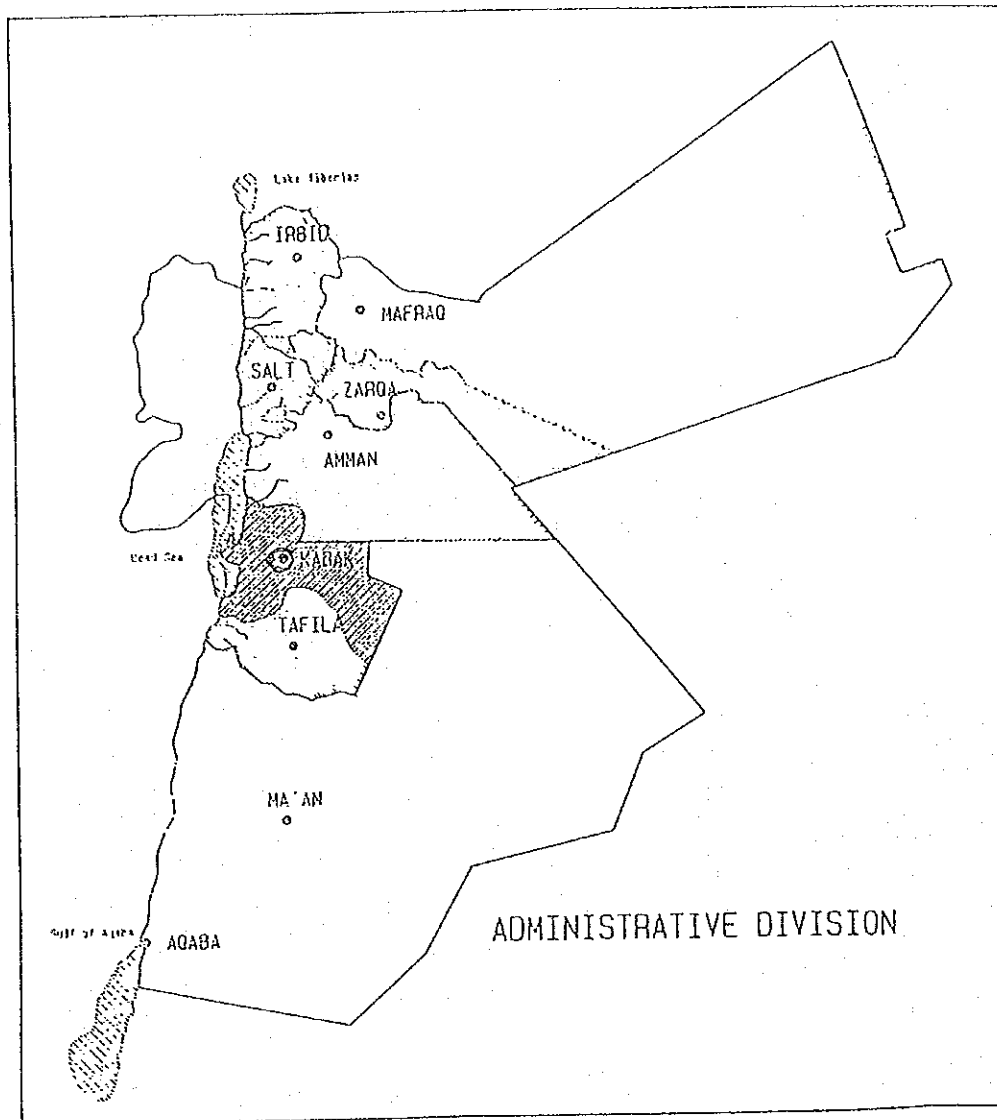 Lake Tiberias
IRBID
MAFRAQ
SALT
ZARQA
AMMAN
Dead Sea
KARAK
TAFILA
MA'AN
Gulf of Aqaba
AQABA
ADMINISTRATIVE DIVISION